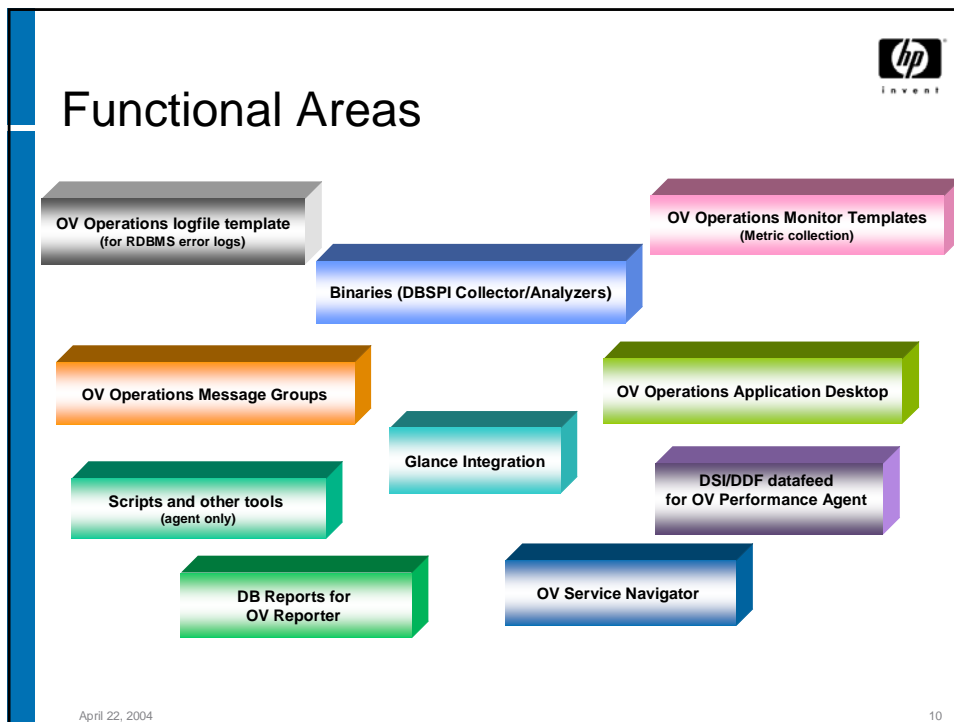 hp
invent
Functional Areas
OV Operations logfile template
(for RDBMS error logs)
OV Operations Monitor Templates
(Metric collection)
Binaries (DBSPI Collector/Analyzers)
OV Operations Message Groups
OV Operations Application Desktop
Glance Integration
DSI/DDF datafeed
for OV Performance Agent
Scripts and other tools
(agent only)
DB Reports for
OV Reporter
OV Service Navigator
April 22, 2004
10